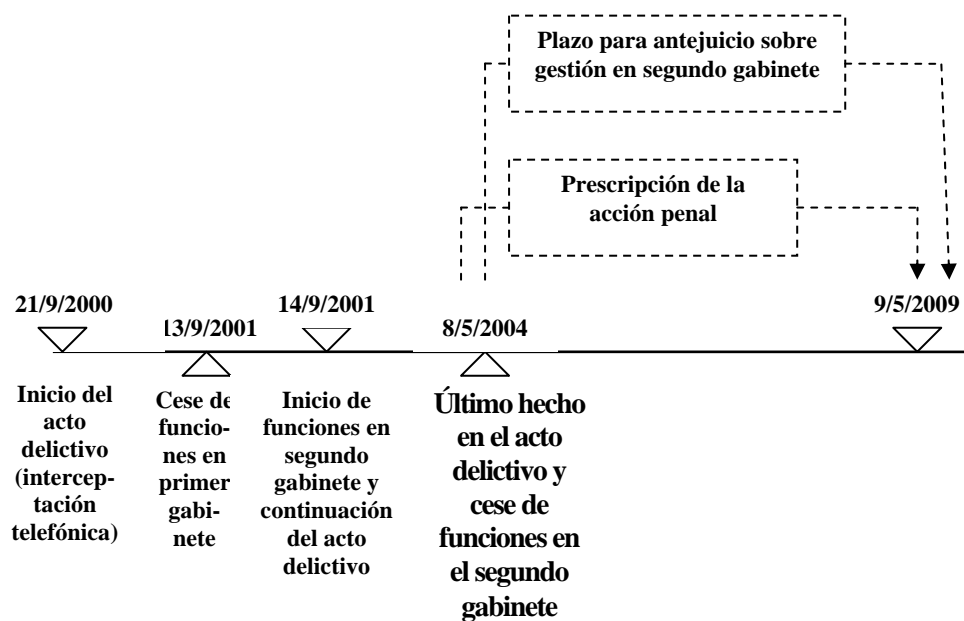 Plazo para antejuicio sobre
gestión en segundo gabinete
Prescripción de la
acción penal
21/9/2000
13/9/2001
14/9/2001
8/5/2004
9/5/2009
Inicio del
acto
delictivo
(intercep-
tación
telefónica)
Cese de
funcio-
nes en
primer
gabi-
nete
Inicio de
funciones en
segundo
gabinete y
continuación
del acto
delictivo
Último hecho
en el acto
delictivo y
cese de
funciones en
el segundo
gabinete